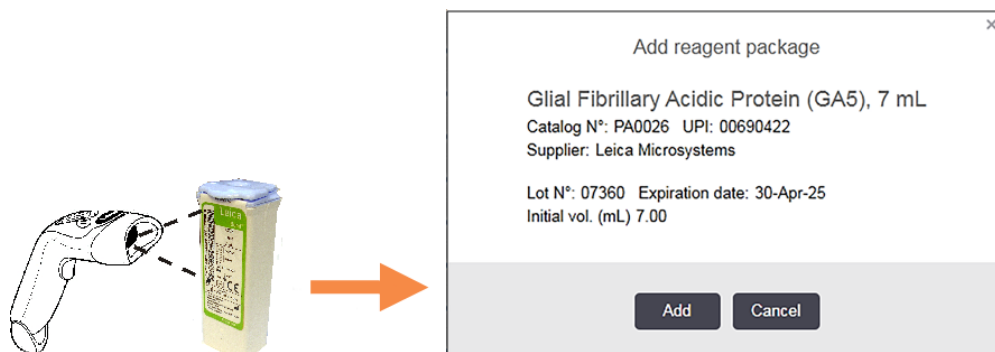 Leica
Add reagent package
Glial Fibrillary Acidic Protein (GA5), 7 mL
Catalog N°: PA0026 UPI: 00690422
Supplier: Leica Microsystems
Lot N°: 07360 Expiration date: 30-Apr-25
Initial vol. (mL) 7.00
Add Cancel